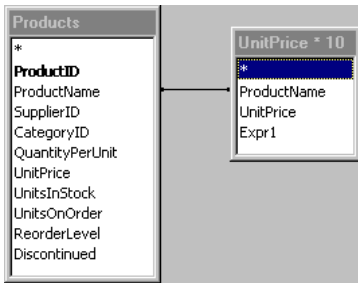 Products
*
ProductID
ProductName
SupplierID
CategoryID
QuantityPerUnit
UnitPrice
UnitsInStock
UnitsOnOrder
ReorderLevel
Discontinued
UnitPrice * 10
*
ProductName
UnitPrice
Expr1